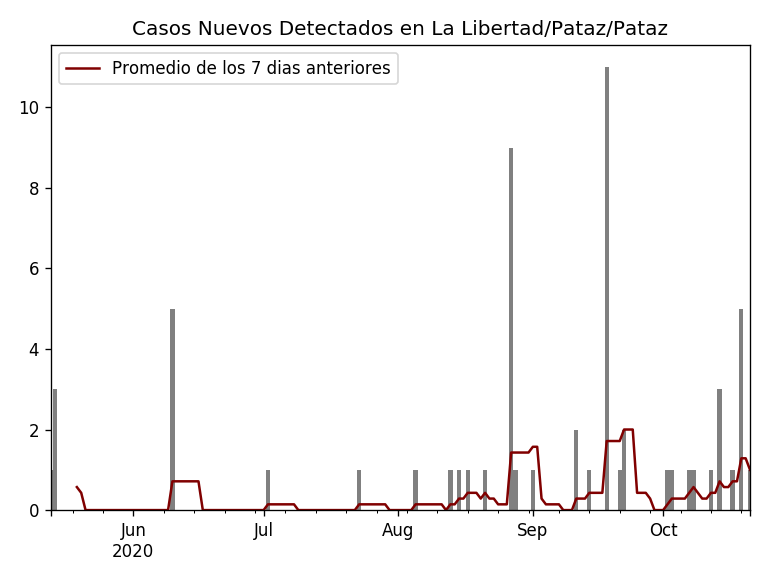 Casos Nuevos Detectados en La Libertad/Pataz/Pataz
Promedio de los 7 dias anteriores
10
8
6
4
2
0
Jun Jul Aug Sep Oct
2020